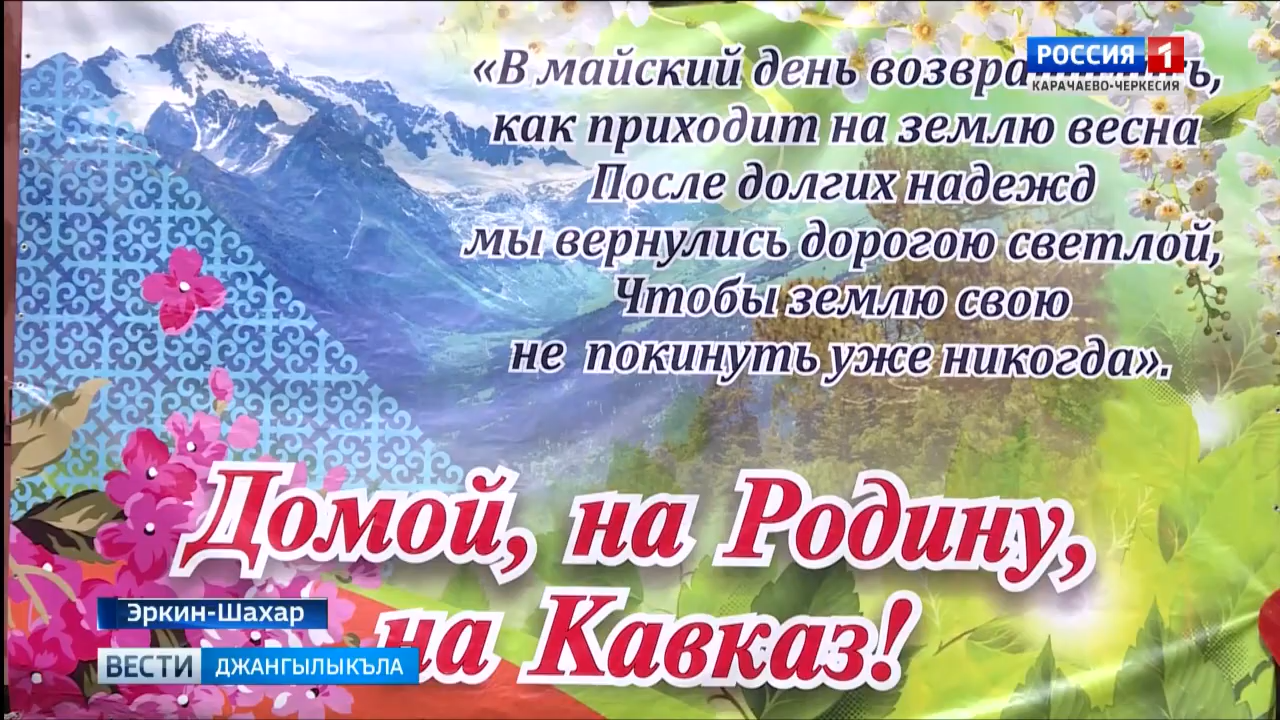 «В майский день
как приходит на землю весна
После долгих надежд
мы вернулись дорогою светлой,
Чтобы землю свою
не покинуть уже никогда».
Домой, на Родину,
на Кавказ!
РОССИЯ 1
КАРАЧАЕВО-ЧЕРКЕСИЯ
Эркин-Шахар
ВЕСТИ ДЖАНГЫЛЫКЪЛА